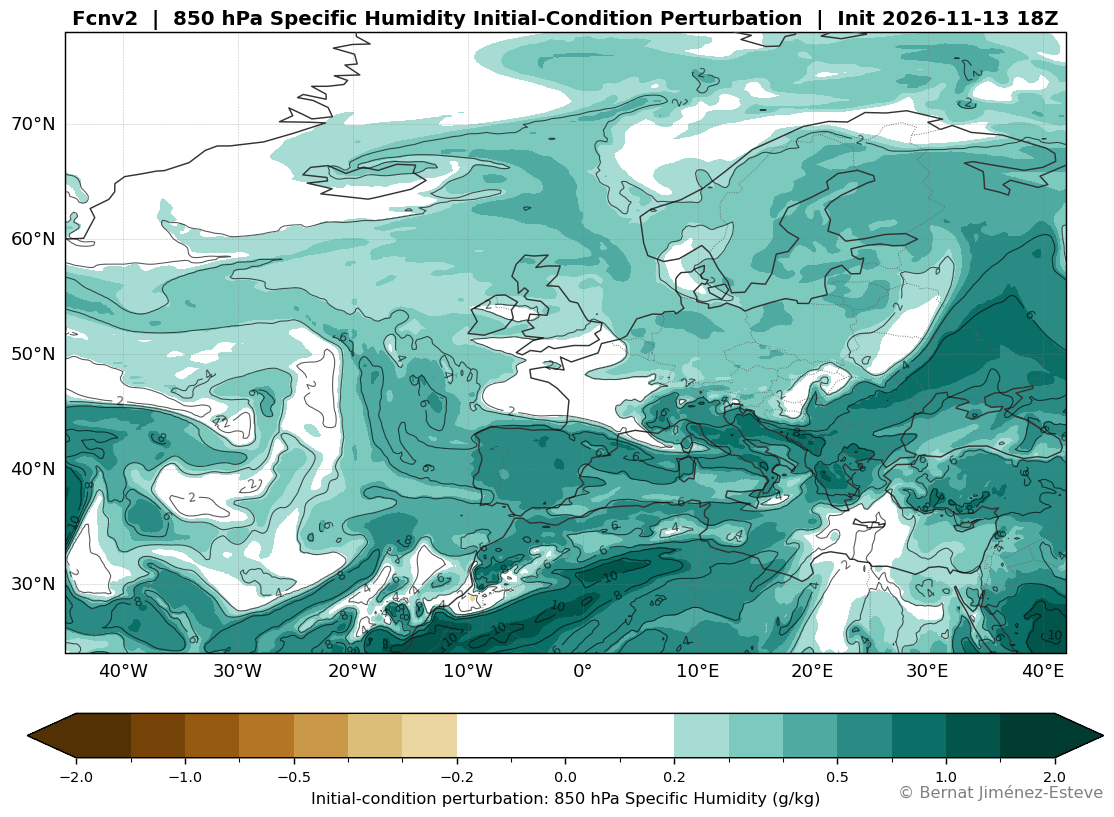 Fcnv2 | 850 hPa Specific Humidity Initial-Condition Perturbation | Init 2026-11-13 18Z
70°N
60°N
50°N
40°N
30°N
40°W 30°W 20°W 10°W 0° 10°E 20°E 30°E 40°E
−2.0 −1.0 −0.5 −0.2 0.0 0.2 0.5 1.0 2.0
Initial-condition perturbation: 850 hPa Specific Humidity (g/kg)
© Bernat Jiménez-Esteve